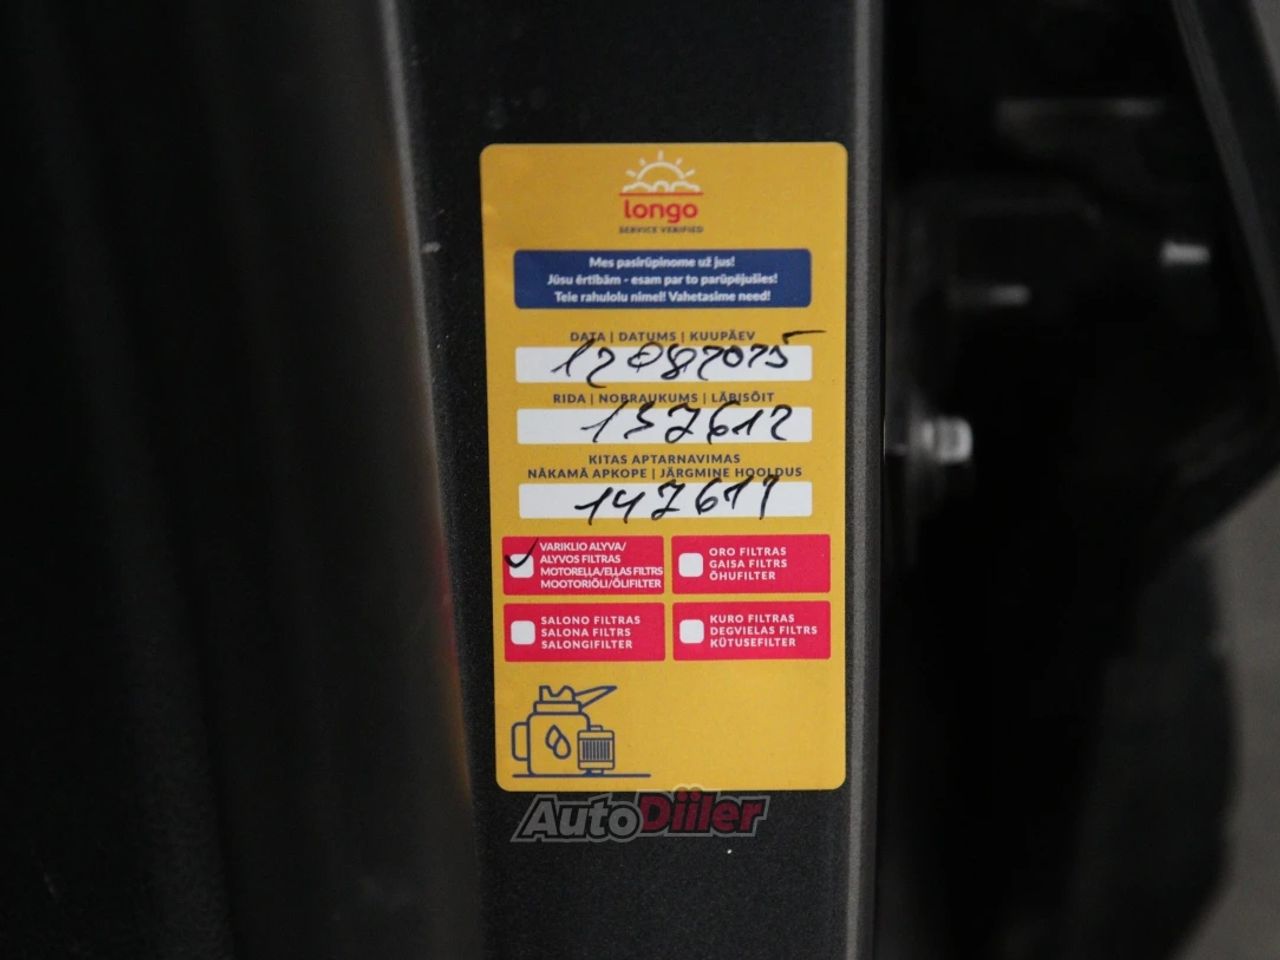 longo
SERVICE VERIFIED
Mes pasirūpinome už jus!
Jūsu ērtībām - esam par to parūpējušies!
Teie rahulolu nimel! Vahetasime need!
DATA | DATUMS | KUUPÄEV
12 08 2025
RIDA | NOBRAUKUMS | LÄBISÕIT
137612
KITAS APTARNAVIMAS
NĀKAMĀ APKOPE | JÄRGMINE HOOLDUS
147611
VARIKLIO ALYVA/
ALYVOS FILTRAS
MOTOREĻĻA/EĻĻAS FILTRS
MOOTORIÕLI/ÕLIFILTER
ORO FILTRAS
GAISA FILTRS
ÕHUFILTER
SALONO FILTRAS
SALONA FILTRS
SALONGIFILTER
KURO FILTRAS
DEGVIELAS FILTRS
KÜTUSEFILTER
AutoDiiler